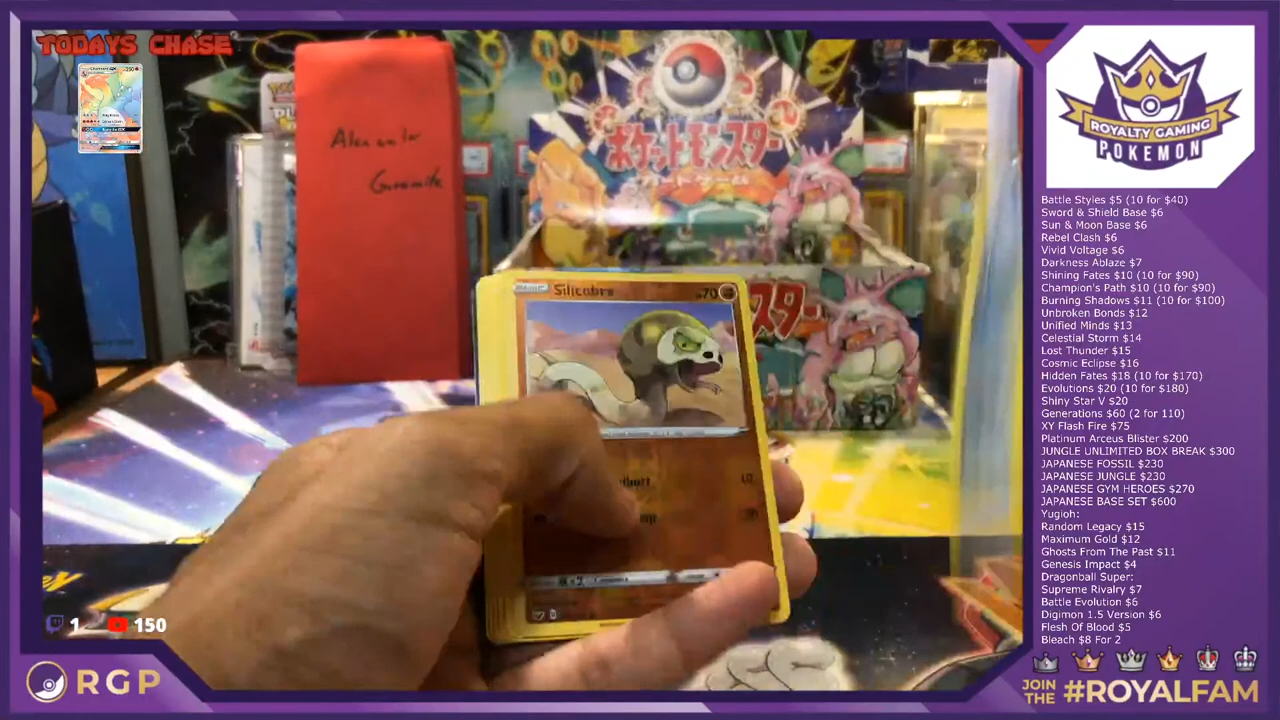 TODAYS CHASE
ポケットモンスター
カードゲーム
Silicobra
70
1
150
RGP
ROYALTY GAMING
POKEMON
Battle Styles $5 (10 for $40)
Sword & Shield Base $6
Sun & Moon Base $6
Rebel Clash $6
Vivid Voltage $6
Darkness Ablaze $7
Shining Fates $10 (10 for $90)
Champion's Path $10 (10 for $90)
Burning Shadows $11 (10 for $100)
Unbroken Bonds $12
Unified Minds $13
Celestial Storm $14
Lost Thunder $15
Cosmic Eclipse $16
Hidden Fates $18 (10 for $170)
Evolutions $20 (10 for $180)
Shiny Star V $20
Generations $60 (2 for 110)
XY Flash Fire $75
Platinum Arceus Blister $200
JUNGLE UNLIMITED BOX BREAK $300
JAPANESE FOSSIL $230
JAPANESE JUNGLE $230
JAPANESE GYM HEROES $270
JAPANESE BASE SET $600
Yugioh:
Random Legacy $15
Maximum Gold $12
Ghosts From The Past $11
Genesis Impact $4
Dragonball Super:
Supreme Rivalry $7
Battle Evolution $6
Digimon 1.5 Version $6
Flesh Of Blood $5
Bleach $8 For 2
JOIN
THE #ROYALFAM